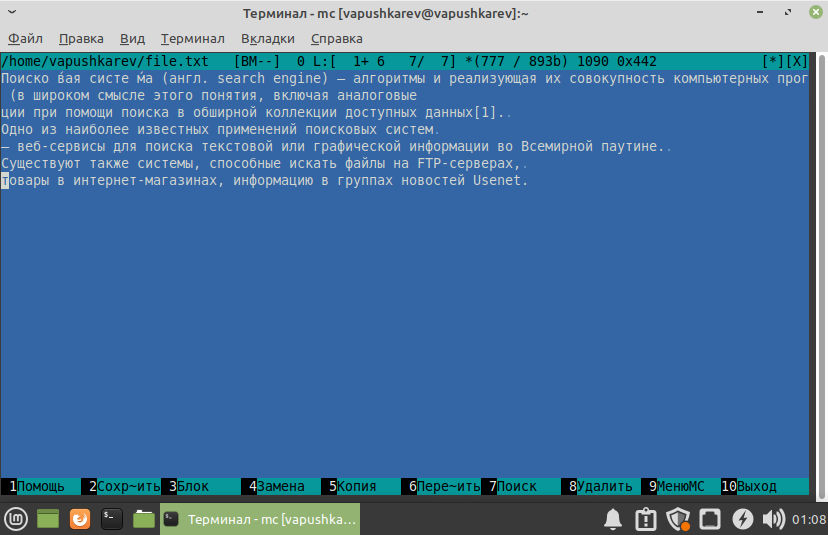 Терминал - mc [vapushkarev@vapushkarev]:~
Файл Правка Вид Терминал Вкладки Справка
/home/vapushkarev/file.txt [BM--] 0 L:[ 1+ 6 7/ 7] *(777 / 893b) 1090 0x442 [*][X]
Поиско ́вая систе ́ма (англ. search engine) — алгоритмы и реализующая их совокупность компьютерных прог
(в широком смысле этого понятия, включая аналоговые
ции при помощи поиска в обширной коллекции доступных данных[1]..
Одно из наиболее известных применений поисковых систем.
— веб-сервисы для поиска текстовой или графической информации во Всемирной паутине..
Существуют также системы, способные искать файлы на FTP-серверах,.
товары в интернет-магазинах, информацию в группах новостей Usenet.
1Помощь 2Сохр~ить 3Блок 4Замена 5Копия 6Пере~ить 7Поиск 8Удалить 9МенюMC 10Выход
Терминал - mc [vapushka... 01:08